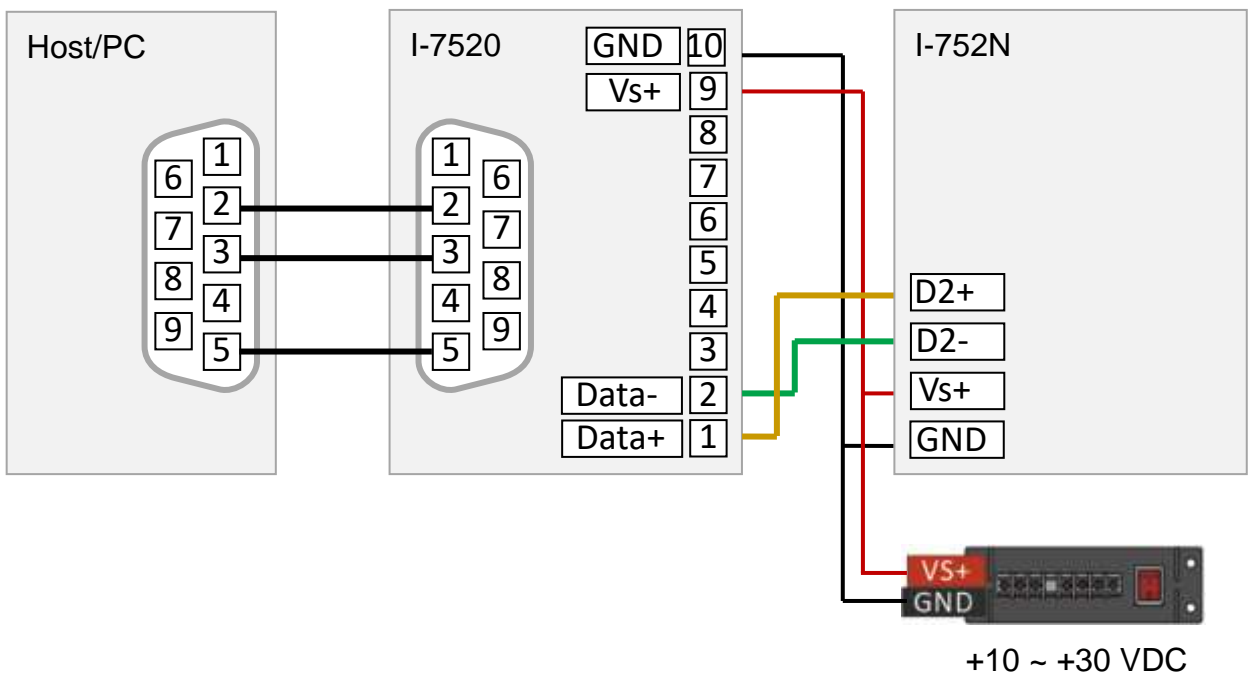 Host/PC
1
6
2
7
3
8
4
9
5
I-7520
1
6
2
7
3
8
4
9
5
GND 10
Vs+ 9
8
7
6
5
4
3
Data- 2
Data+ 1
I-752N
D2+
D2-
Vs+
GND
VS+
GND
+10 ~ +30 VDC